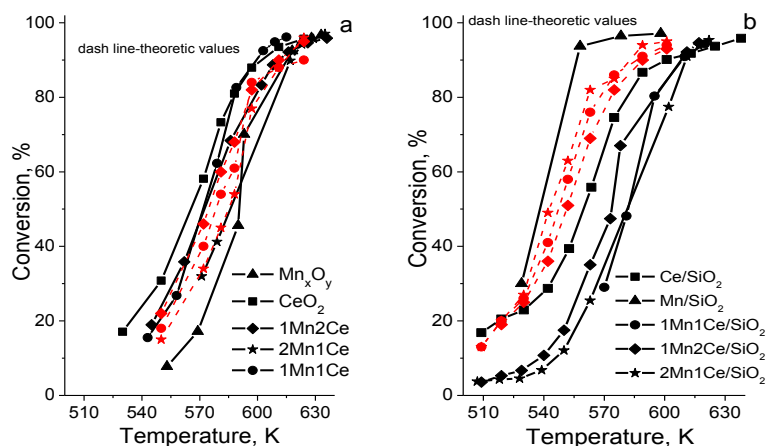 100
80
60
40
20
0
Conversion, %
a
dash line-theoretic values
MnₓOᵧ
CeO₂
1Mn2Ce
2Mn1Ce
1Mn1Ce
510 540 570 600 630
Temperature, K
dash line-theoretic values
100
80
60
40
20
0
Conversion, %
b
Ce/SiO₂
Mn/SiO₂
1Mn1Ce/SiO₂
1Mn2Ce/SiO₂
2Mn1Ce/SiO₂
510 540 570 600 630
Temperature, K